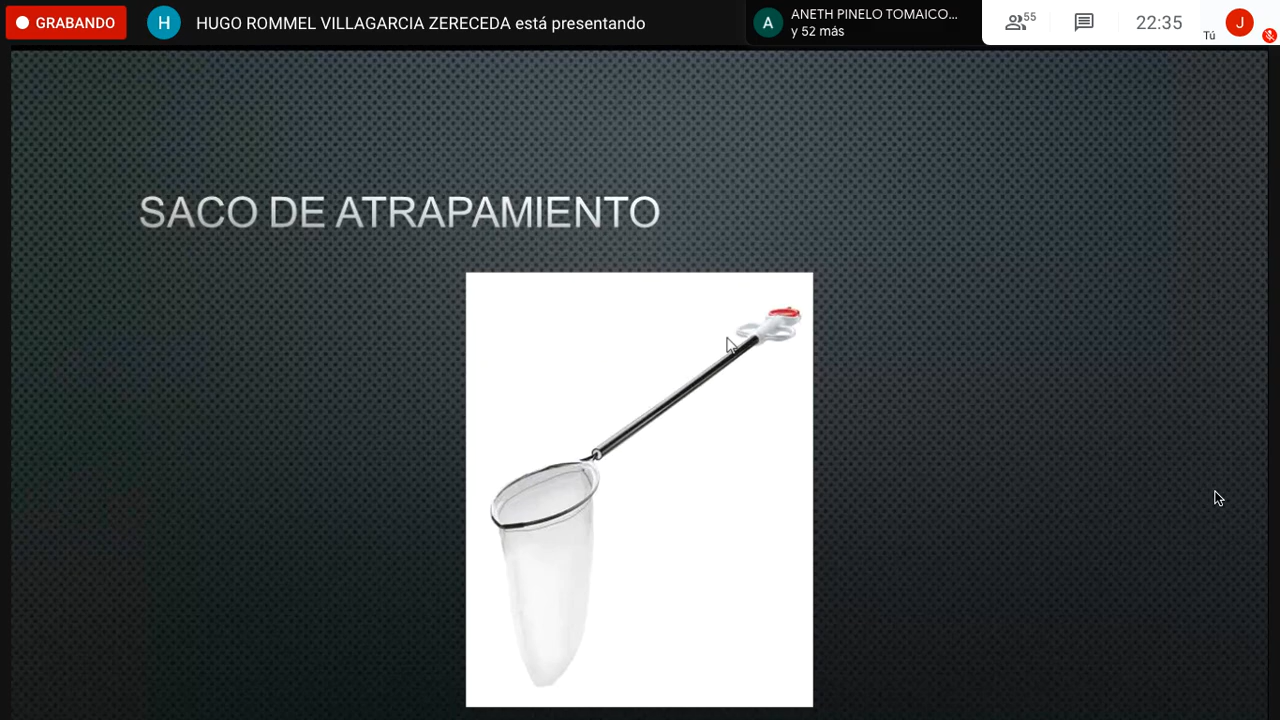 GRABANDO
H
HUGO ROMMEL VILLAGARCIA ZERECEDA está presentando
A
ANETH PINELO TOMAICO...
y 52 más
55
22:35
Tú
J
SACO DE ATRAPAMIENTO